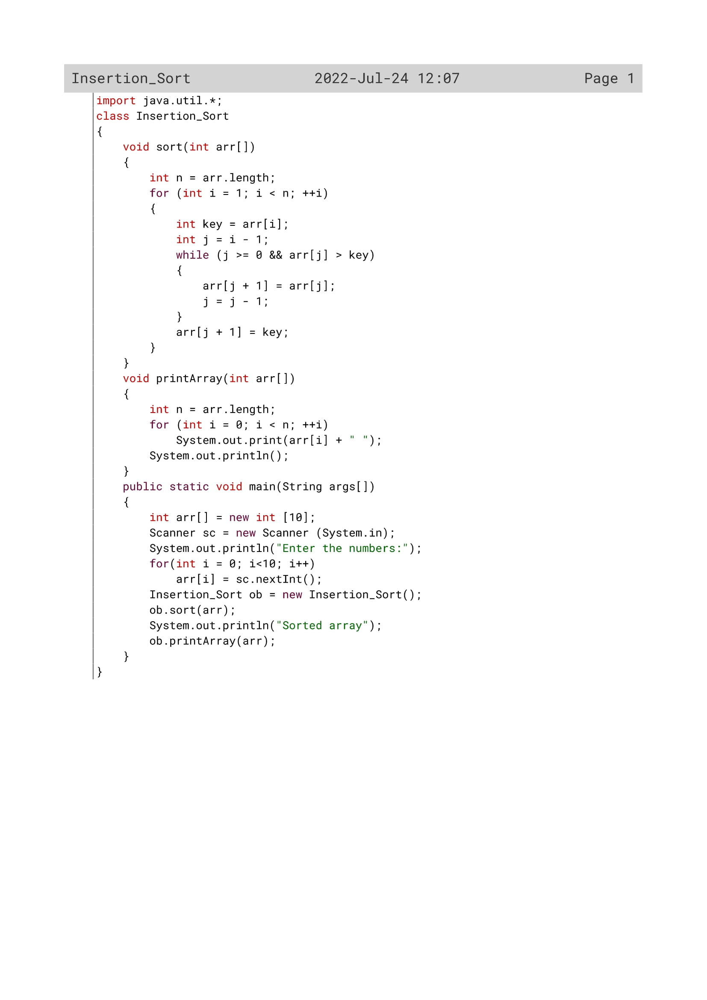 Insertion_Sort 2022-Jul-24 12:07 Page 1
import java.util.*;
class Insertion_Sort
{
    void sort(int arr[])
    {
        int n = arr.length;
        for (int i = 1; i < n; ++i)
        {
            int key = arr[i];
            int j = i - 1;
            while (j >= 0 && arr[j] > key)
            {
                arr[j + 1] = arr[j];
                j = j - 1;
            }
            arr[j + 1] = key;
        }
    }
    void printArray(int arr[])
    {
        int n = arr.length;
        for (int i = 0; i < n; ++i)
            System.out.print(arr[i] + " ");
        System.out.println();
    }
    public static void main(String args[])
    {
        int arr[] = new int [10];
        Scanner sc = new Scanner (System.in);
        System.out.println("Enter the numbers:");
        for(int i = 0; i<10; i++)
            arr[i] = sc.nextInt();
        Insertion_Sort ob = new Insertion_Sort();
        ob.sort(arr);
        System.out.println("Sorted array");
        ob.printArray(arr);
    }
}